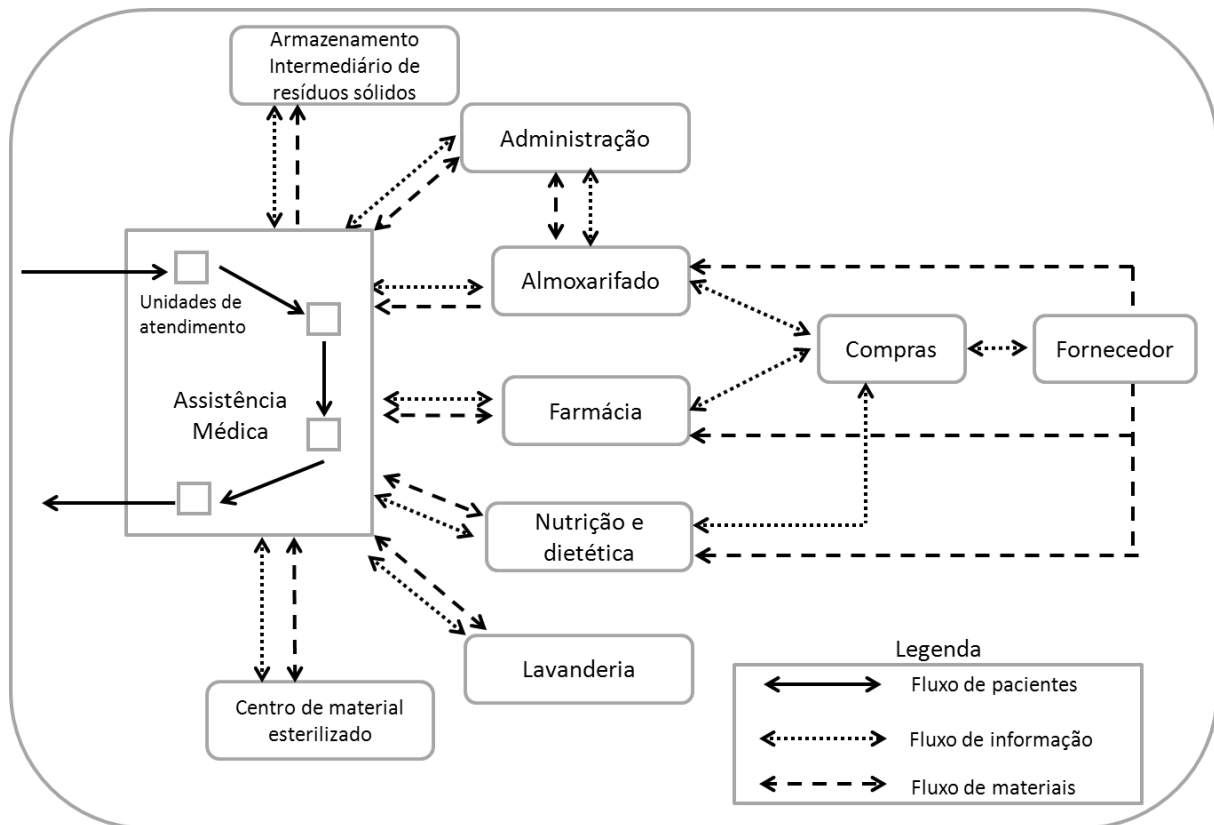 Armazenamento
Intermediário de
resíduos sólidos
Administração
Unidades de
atendimento
Almoxarifado
Compras
Fornecedor
Assistência
Médica
Farmácia
Nutrição e
dietética
Lavanderia
Centro de material
esterilizado
Legenda
Fluxo de pacientes
Fluxo de informação
Fluxo de materiais